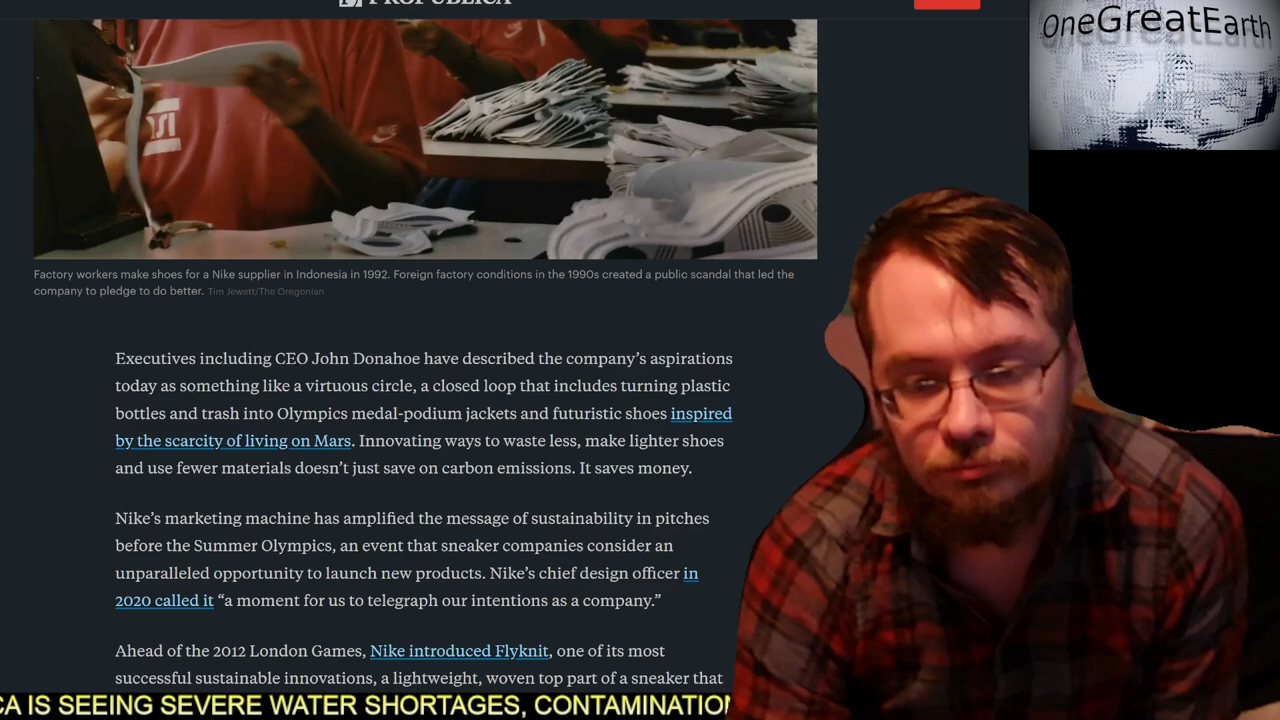 PROPUBLICA
OneGreatEarth
Factory workers make shoes for a Nike supplier in Indonesia in 1992. Foreign factory conditions in the 1990s created a public scandal that led the
company to pledge to do better. Tim Jewett/The Oregonian
Executives including CEO John Donahoe have described the company’s aspirations
today as something like a virtuous circle, a closed loop that includes turning plastic
bottles and trash into Olympics medal-podium jackets and futuristic shoes inspired
by the scarcity of living on Mars. Innovating ways to waste less, make lighter shoes
and use fewer materials doesn’t just save on carbon emissions. It saves money.
Nike’s marketing machine has amplified the message of sustainability in pitches
before the Summer Olympics, an event that sneaker companies consider an
unparalleled opportunity to launch new products. Nike’s chief design officer in
2020 called it “a moment for us to telegraph our intentions as a company.”
Ahead of the 2012 London Games, Nike introduced Flyknit, one of its most
successful sustainable innovations, a lightweight, woven top part of a sneaker that
CA IS SEEING SEVERE WATER SHORTAGES, CONTAMINATION